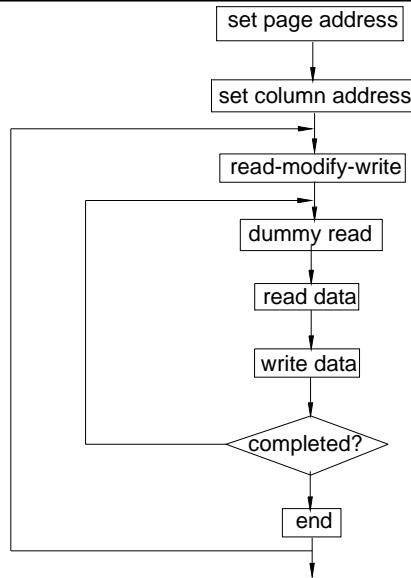 set page address
set column address
read-modify-write
dummy read
read data
write data
completed?
end